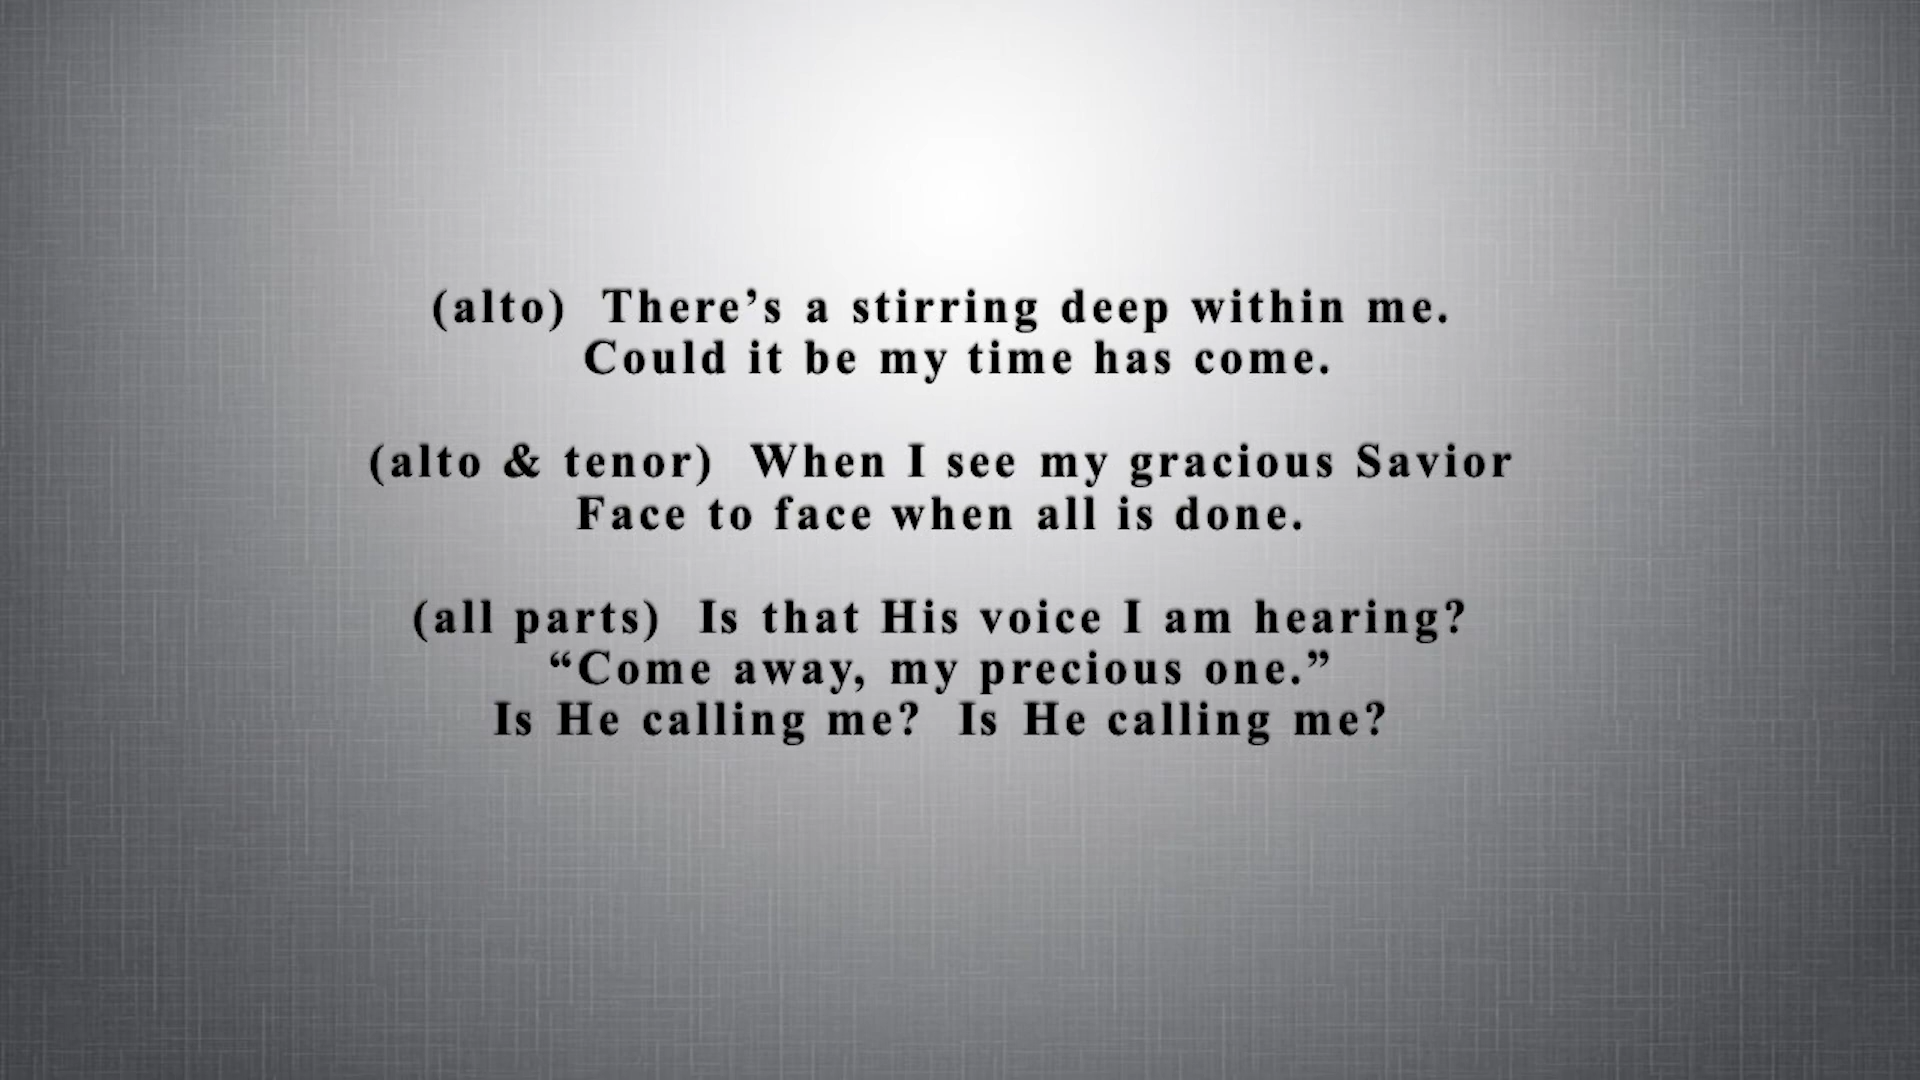 (alto) There’s a stirring deep within me.
Could it be my time has come.
(alto & tenor) When I see my gracious Savior
Face to face when all is done.
(all parts) Is that His voice I am hearing?
“Come away, my precious one.”
Is He calling me? Is He calling me?